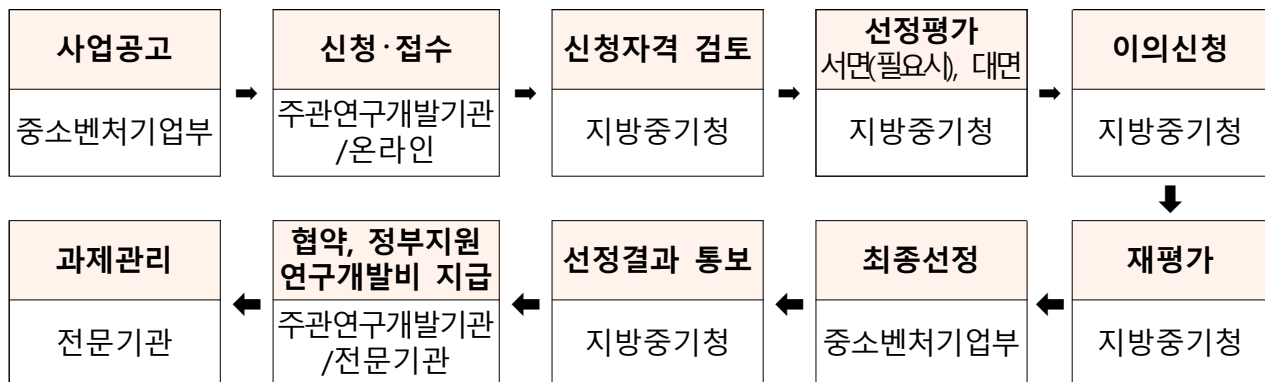 사업공고
중소벤처기업부
신청·접수
주관연구개발기관
/온라인
신청자격 검토
지방중기청
선정평가
서면(필요시), 대면
지방중기청
이의신청
지방중기청
재평가
지방중기청
최종선정
중소벤처기업부
선정결과 통보
지방중기청
협약, 정부지원
연구개발비 지급
주관연구개발기관
/전문기관
과제관리
전문기관